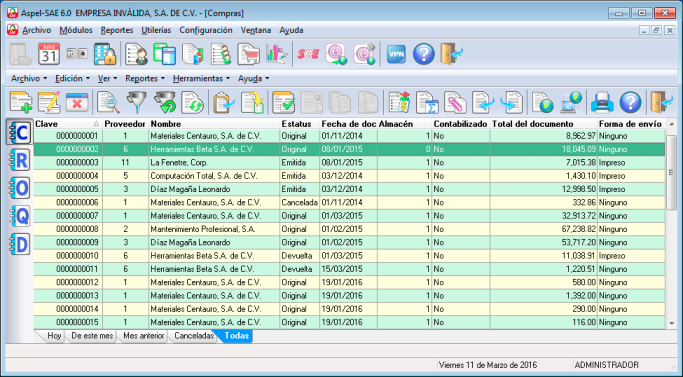 Aspel-SAE 6.0 EMPRESA INVÁLIDA, S.A. DE C.V. - [Compras]
Archivo Módulos Reportes Utilerías Configuración Ventana Ayuda
Julio 31 S@E VPN ?
Archivo Edición Ver Reportes Herramientas Ayuda
Clave Proveedor Nombre Estatus Fecha de doc Almacén Contabilizado Total del documento Forma de envío
0000000001 1 Materiales Centauro, S.A. de C.V. Original 01/11/2014 1 No 8,962.97 Ninguno
0000000002 6 Herramientas Beta S.A. de C.V. Original 08/01/2015 0 No 18,045.09 Ninguno
0000000003 11 La Fenetre, Corp. Emitida 03/12/2014 1 No 7,015.38 Impreso
0000000004 5 Computación Total, S.A. de C.V. Emitida 03/12/2014 1 No 1,430.10 Impreso
0000000005 3 Díaz Magaña Leonardo Emitida 08/01/2014 1 No 12,998.50 Impreso
0000000006 1 Materiales Centauro, S.A. de C.V. Cancelada 01/11/2014 1 No 332.86 Ninguno
0000000007 1 Materiales Centauro, S.A. de C.V. Original 01/03/2015 1 No 32,913.72 Ninguno
0000000008 2 Mantenimiento Profesional, S.A. Original 01/02/2015 1 No 67,238.82 Ninguno
0000000009 3 Díaz Magaña Leonardo Original 01/02/2015 1 No 53,717.20 Ninguno
0000000010 6 Herramientas Beta S.A. de C.V. Devuelta 01/03/2015 1 No 11,038.91 Impreso
0000000011 6 Herramientas Beta S.A. de C.V. Devuelta 15/03/2015 1 No 1,220.51 Ninguno
0000000012 1 Materiales Centauro, S.A. de C.V. Original 19/01/2016 1 No 580.00 Ninguno
0000000013 1 Materiales Centauro, S.A. de C.V. Original 19/01/2016 1 No 1,392.00 Ninguno
0000000014 1 Materiales Centauro, S.A. de C.V. Original 19/01/2016 1 No 290.00 Ninguno
0000000015 1 Materiales Centauro, S.A. de C.V. Original 19/01/2016 1 No 116.00 Ninguno
C
R
O
Q
D
Hoy De este mes Mes anterior Canceladas Todas
Viernes 11 de Marzo de 2016 ADMINISTRADOR